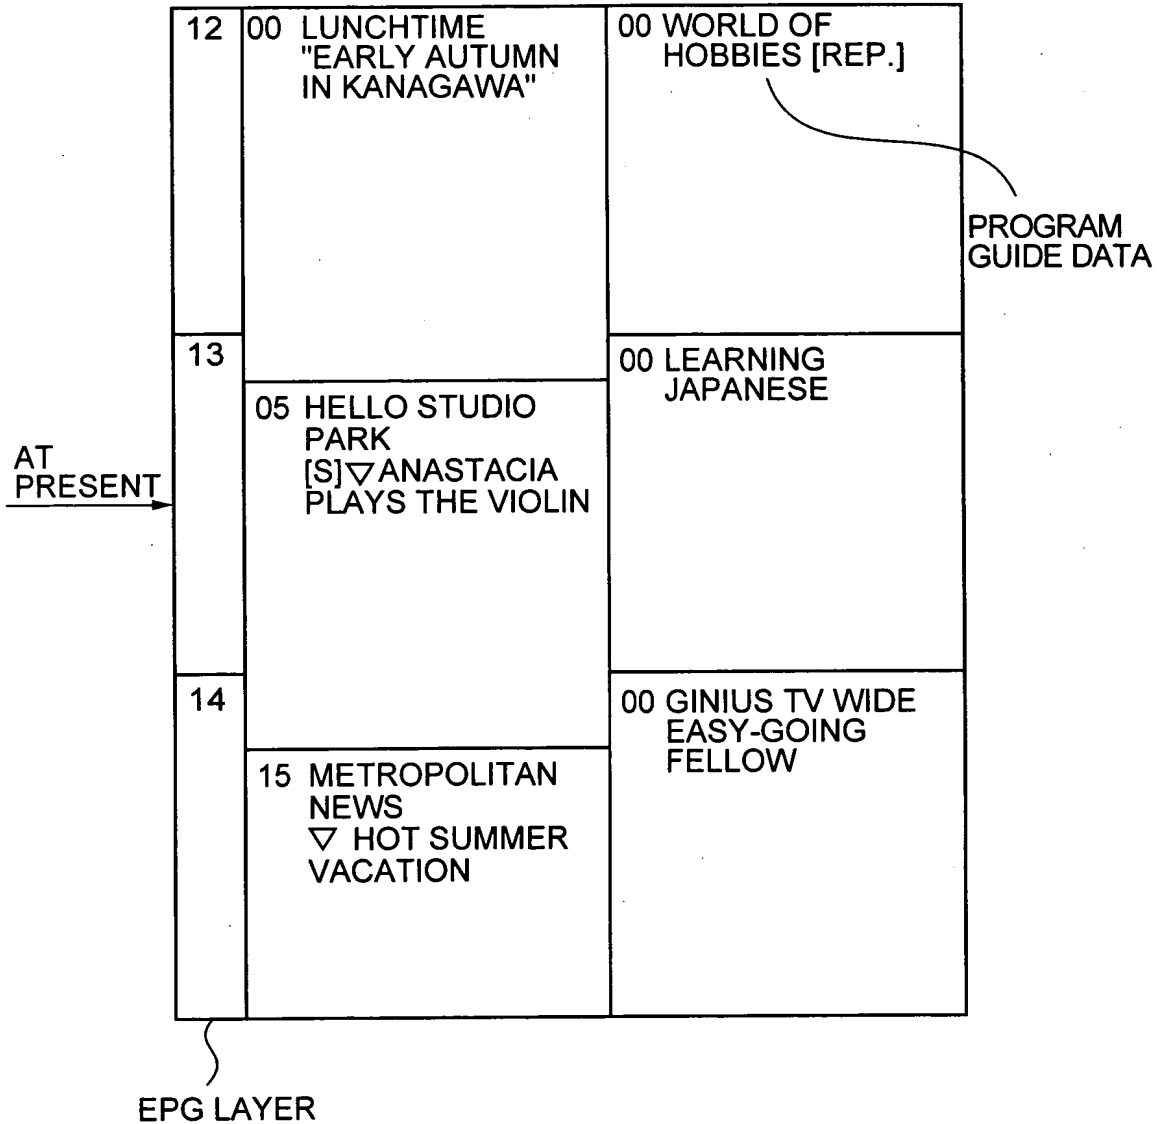 12
00 LUNCHTIME
"EARLY AUTUMN
IN KANAGAWA"
00 WORLD OF
HOBBIES [REP.]
PROGRAM
GUIDE DATA
13
05 HELLO STUDIO
PARK
[S]▽ANASTACIA
PLAYS THE VIOLIN
00 LEARNING
JAPANESE
AT
PRESENT
14
15 METROPOLITAN
NEWS
▽ HOT SUMMER
VACATION
00 GINIUS TV WIDE
EASY-GOING
FELLOW
EPG LAYER